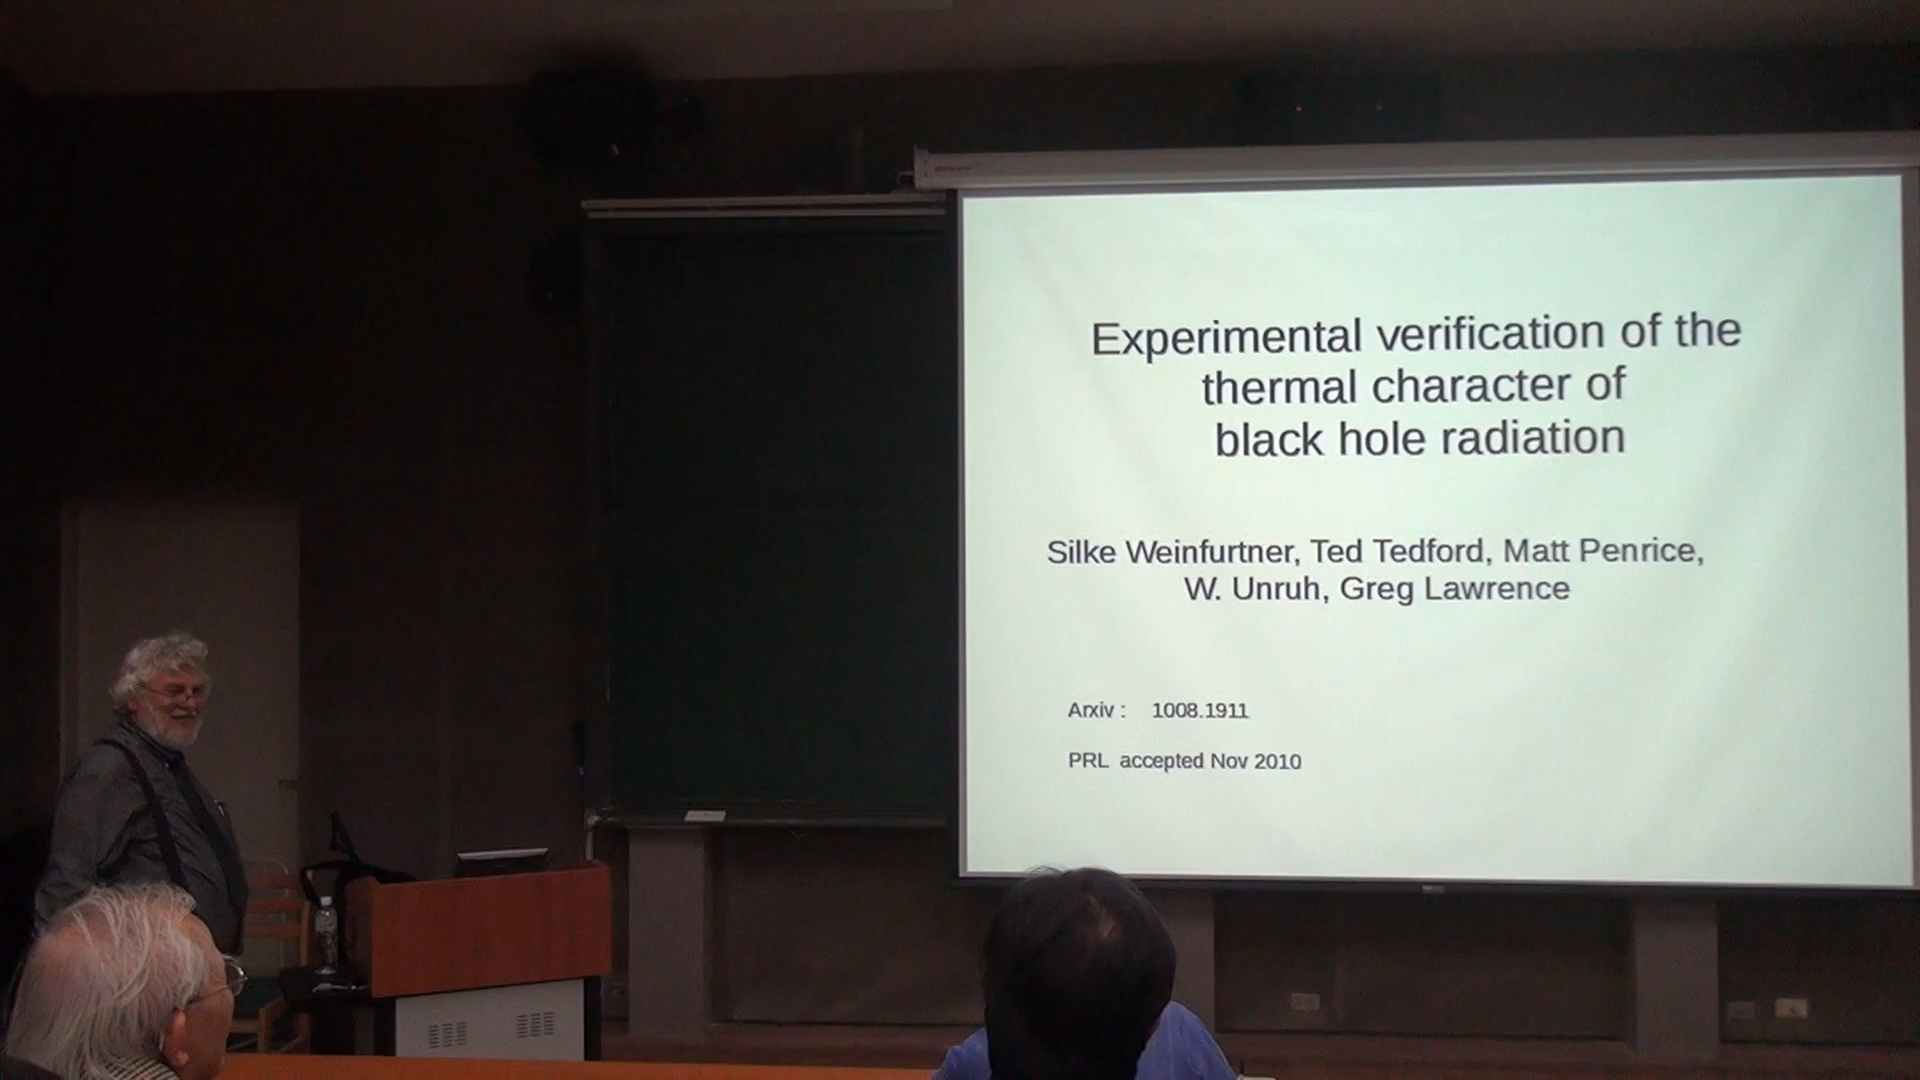 Experimental verification of the
thermal character of
black hole radiation
Silke Weinfurtner, Ted Tedford, Matt Penrice,
W. Unruh, Greg Lawrence
Arxiv : 1008.1911
PRL accepted Nov 2010